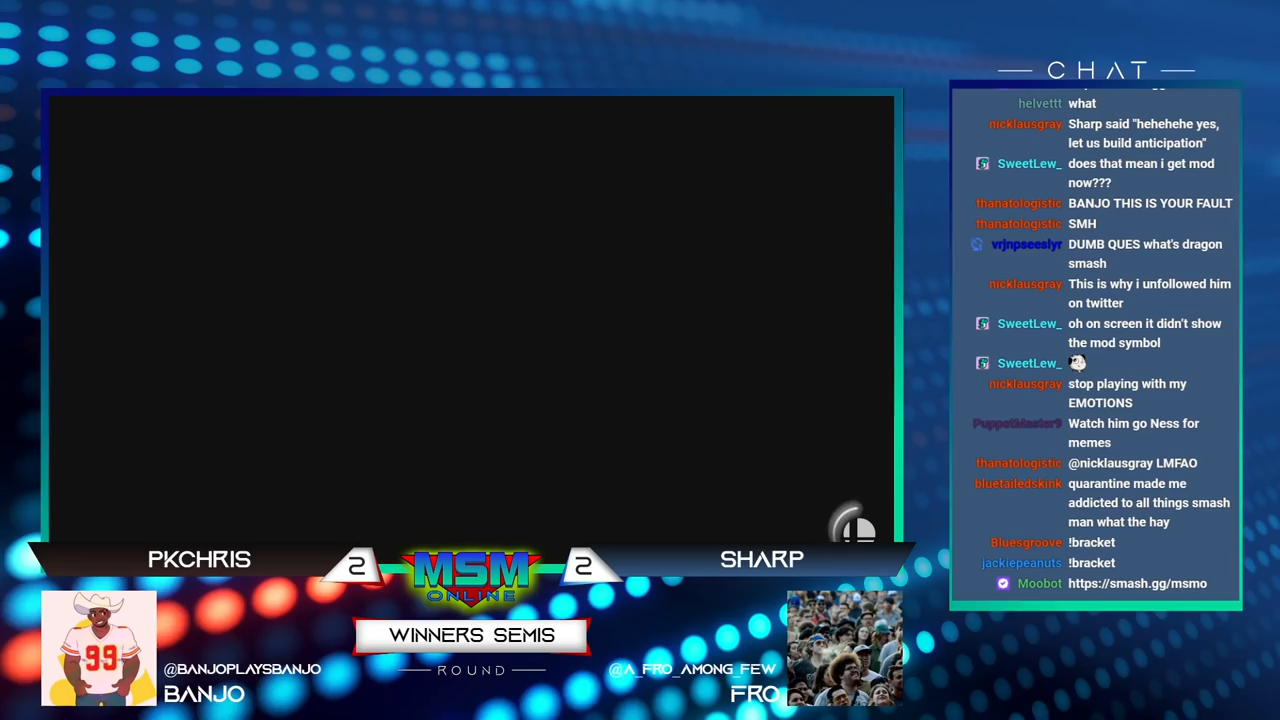 CHAT
helvettt what
nicklausgray Sharp said "hehehehe yes,
let us build anticipation"
SweetLew_ does that mean i get mod
now???
thanatologistic BANJO THIS IS YOUR FAULT
thanatologistic SMH
vrjnpseeslyr DUMB QUES what's dragon
smash
nicklausgray This is why i unfollowed him
on twitter
SweetLew_ oh on screen it didn't show
the mod symbol
SweetLew_
nicklausgray stop playing with my
EMOTIONS
PuppetMaster9 Watch him go Ness for
memes
thanatologistic @nicklausgray LMFAO
bluetailedskink quarantine made me
addicted to all things smash
man what the hay
Bluesgroove !bracket
jackiepeanuts !bracket
Moobot https://smash.gg/msmo
PKCHRIS 2 MSM 2 SHARP
ONLINE
WINNERS SEMIS
ROUND
99
@BANJOPLAYSBANJO
BANJO
@A_FRO_AMONG_FEW
FRO